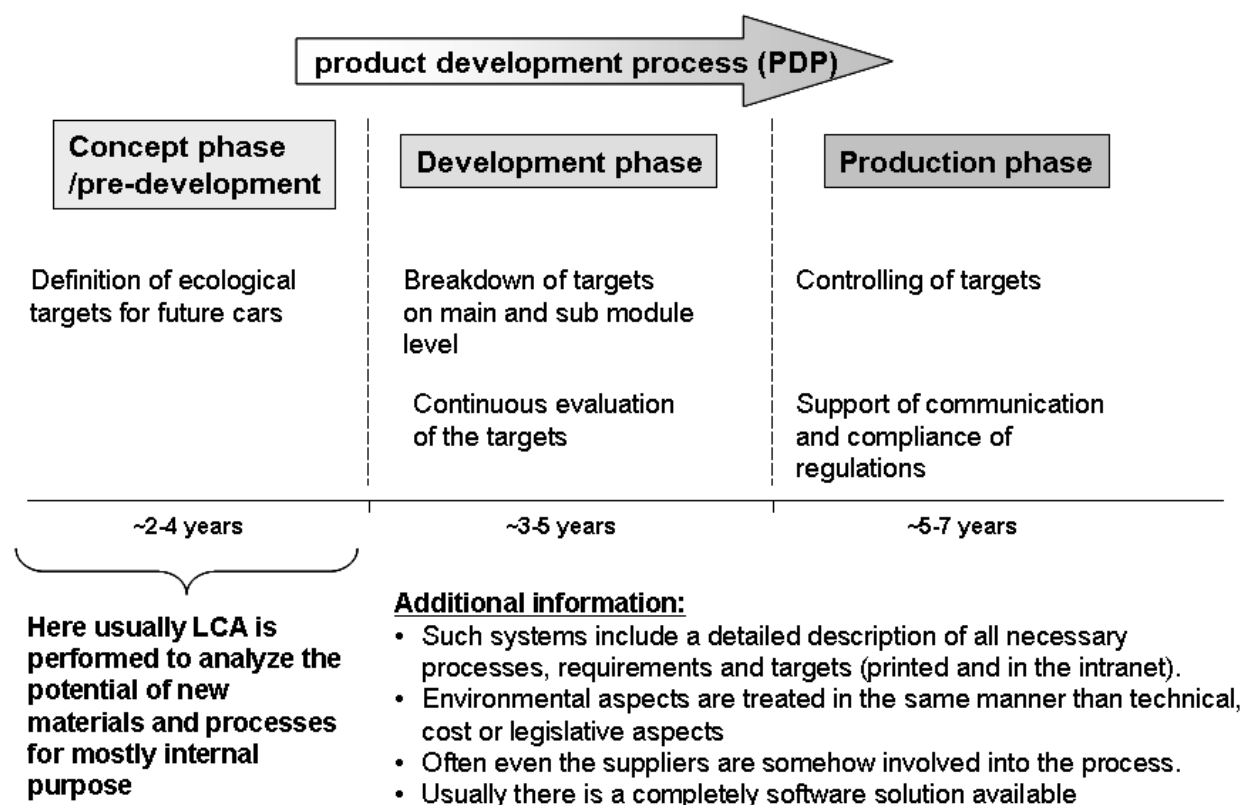 product development process (PDP)
Concept phase
/pre-development
Development phase
Production phase
Definition of ecological
targets for future cars
Breakdown of targets
on main and sub module
level
Continuous evaluation
of the targets
Controlling of targets
Support of communication
and compliance of
regulations
~2-4 years
~3-5 years
~5-7 years
Here usually LCA is
performed to analyze the
potential of new
materials and processes
for mostly internal
purpose
Additional information:
• Such systems include a detailed description of all necessary
processes, requirements and targets (printed and in the intranet).
• Environmental aspects are treated in the same manner than technical,
cost or legislative aspects
• Often even the suppliers are somehow involved into the process.
• Usually there is a completely software solution available